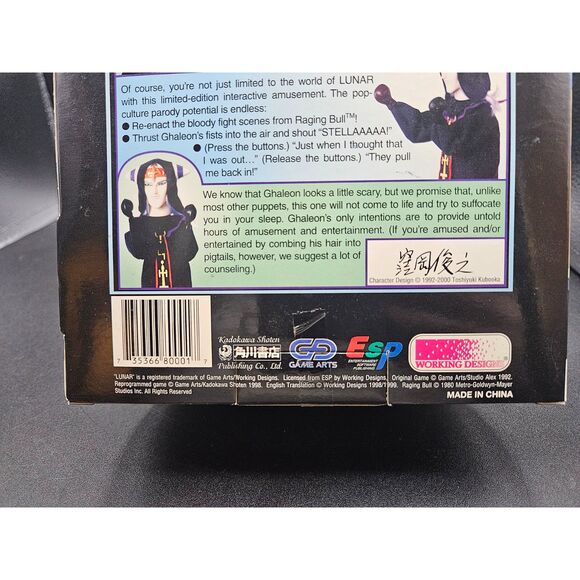 Of course, you're not just limited to the world of LUNAR
with this limited-edition interactive amusement. The pop-
culture parody potential is endless:
● Re-enact the bloody fight scenes from Raging Bull™!
● Thrust Ghaleon's fists into the air and shout "STELLAAAAA!"
● (Press the buttons.) "Just when I thought that
I was out..." (Release the buttons.) "They pull
me back in!"
We know that Ghaleon looks a little scary, but we promise that, unlike
most other puppets, this one will not come to life and try to suffocate
you in your sleep. Ghaleon's only intentions are to provide untold
hours of amusement and entertainment. (If you're amused and/or
entertained by combing his hair into
pigtails, however, we suggest a lot of
counseling.)
窪岡俊之
Character Design © 1992-2000 Toshiyuki Kubooka
7 35366 80001 7
Kadokawa Shoten
角川書店
Publishing Co., Ltd.
GAME ARTS
Esp
ENTERTAINMENT
SOFTWARE
PUBLISHING
WORKING DESIGNS
"LUNAR" is a registered trademark of Game Arts/Working Designs. Licensed from ESP by Working Designs. Original Game © Game Arts/Studio Alex 1992.
Reprogrammed game © Game Arts/Kadokawa Shoten 1998. English Translation © Working Designs 1998/1999. Raging Bull © 1980 Metro-Goldwyn-Mayer
Studios Inc. All Rights Reserved
MADE IN CHINA